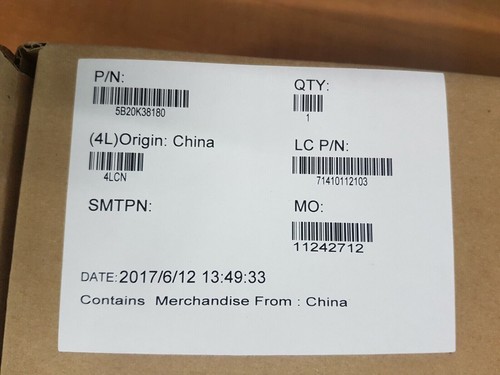 P/N:
5B20K38180
QTY:
1
(4L)Origin: China
4LCN
LC P/N:
71410112103
SMTPN:
MO:
11242712
DATE: 2017/6/12 13:49:33
Contains Merchandise From : China